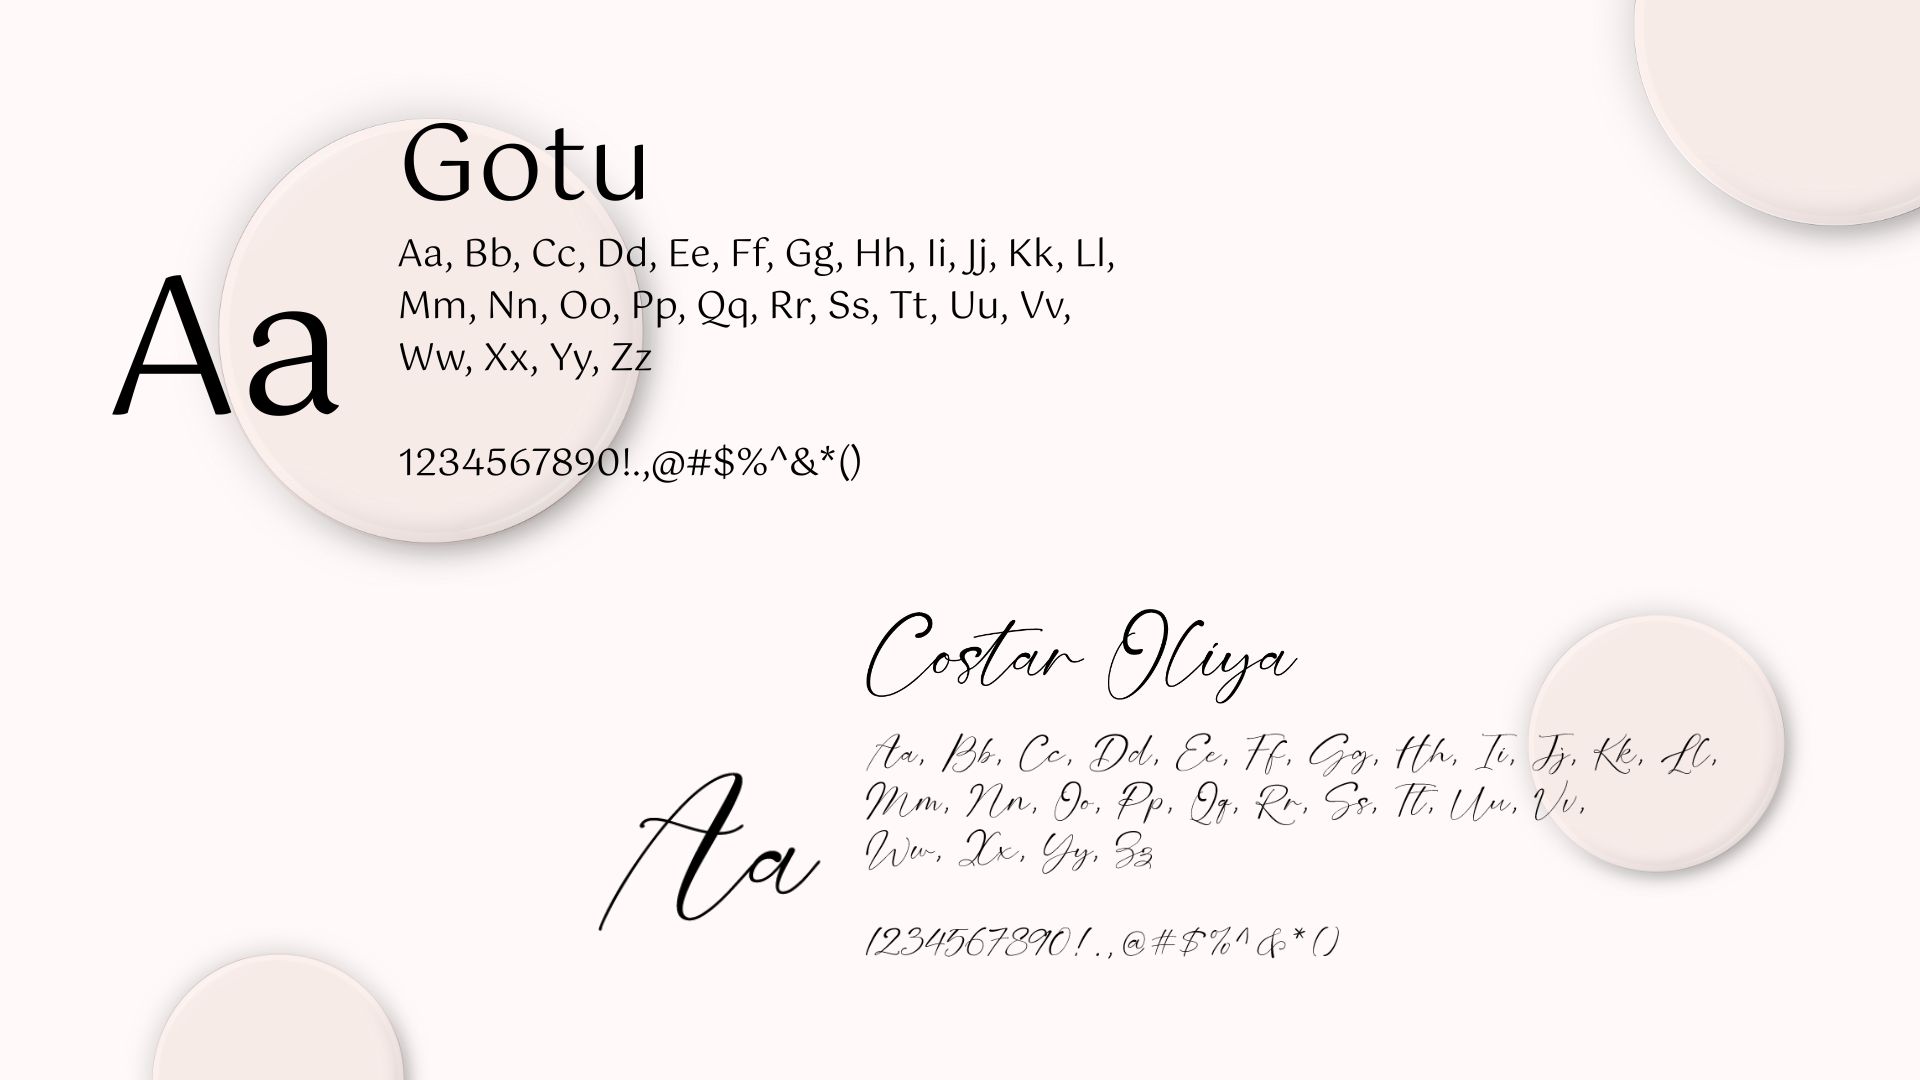 Gotu
Aa, Bb, Cc, Dd, Ee, Ff, Gg, Hh, Ii, Jj, Kk, Ll,
Mm, Nn, Oo, Pp, Qq, Rr, Ss, Tt, Uu, Vv,
Ww, Xx, Yy, Zz
Aa
1234567890!.,@#$%^&*()
Costar Oliya
Aa, Bb, Cc, Dd, Ee, Ff, Gg, Hh, Ii, Jj, Kk, Ll,
Mm, Nn, Oo, Pp, Qq, Rr, Ss, Tt, Uu, Vv,
Ww, Xx, Yy, Zz
Aa
1234567890!.,@#$%^&*()